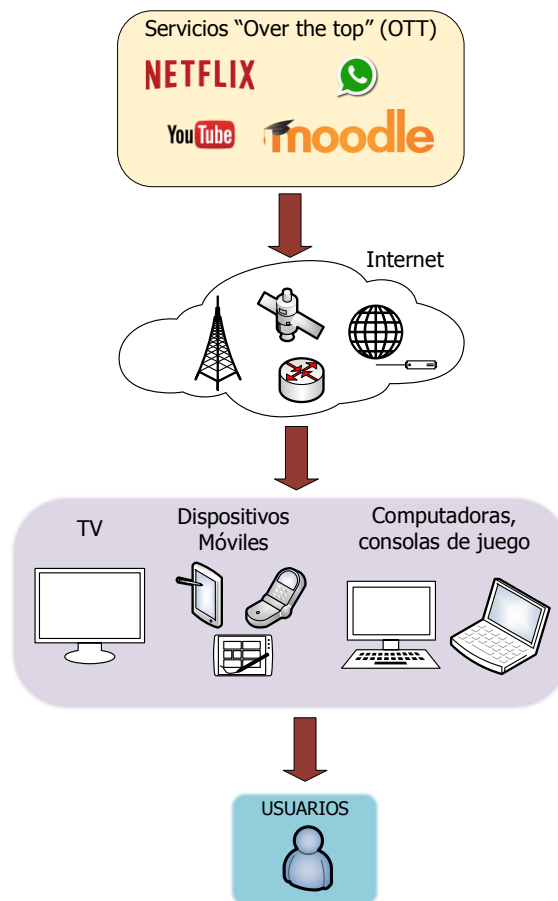 Servicios “Over the top” (OTT)
NETFLIX
YouTube
moodle
Internet
TV
Dispositivos
Móviles
Computadoras,
consolas de juego
USUARIOS